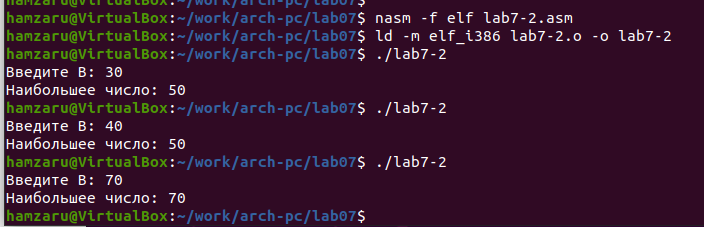 hamzaru@VirtualBox:~/work/arch-pc/lab07$ nasm -f elf lab7-2.asm
hamzaru@VirtualBox:~/work/arch-pc/lab07$ ld -m elf_i386 lab7-2.o -o lab7-2
hamzaru@VirtualBox:~/work/arch-pc/lab07$ ./lab7-2
Введите B: 30
Наибольшее число: 50
hamzaru@VirtualBox:~/work/arch-pc/lab07$ ./lab7-2
Введите B: 40
Наибольшее число: 50
hamzaru@VirtualBox:~/work/arch-pc/lab07$ ./lab7-2
Введите B: 70
Наибольшее число: 70
hamzaru@VirtualBox:~/work/arch-pc/lab07$